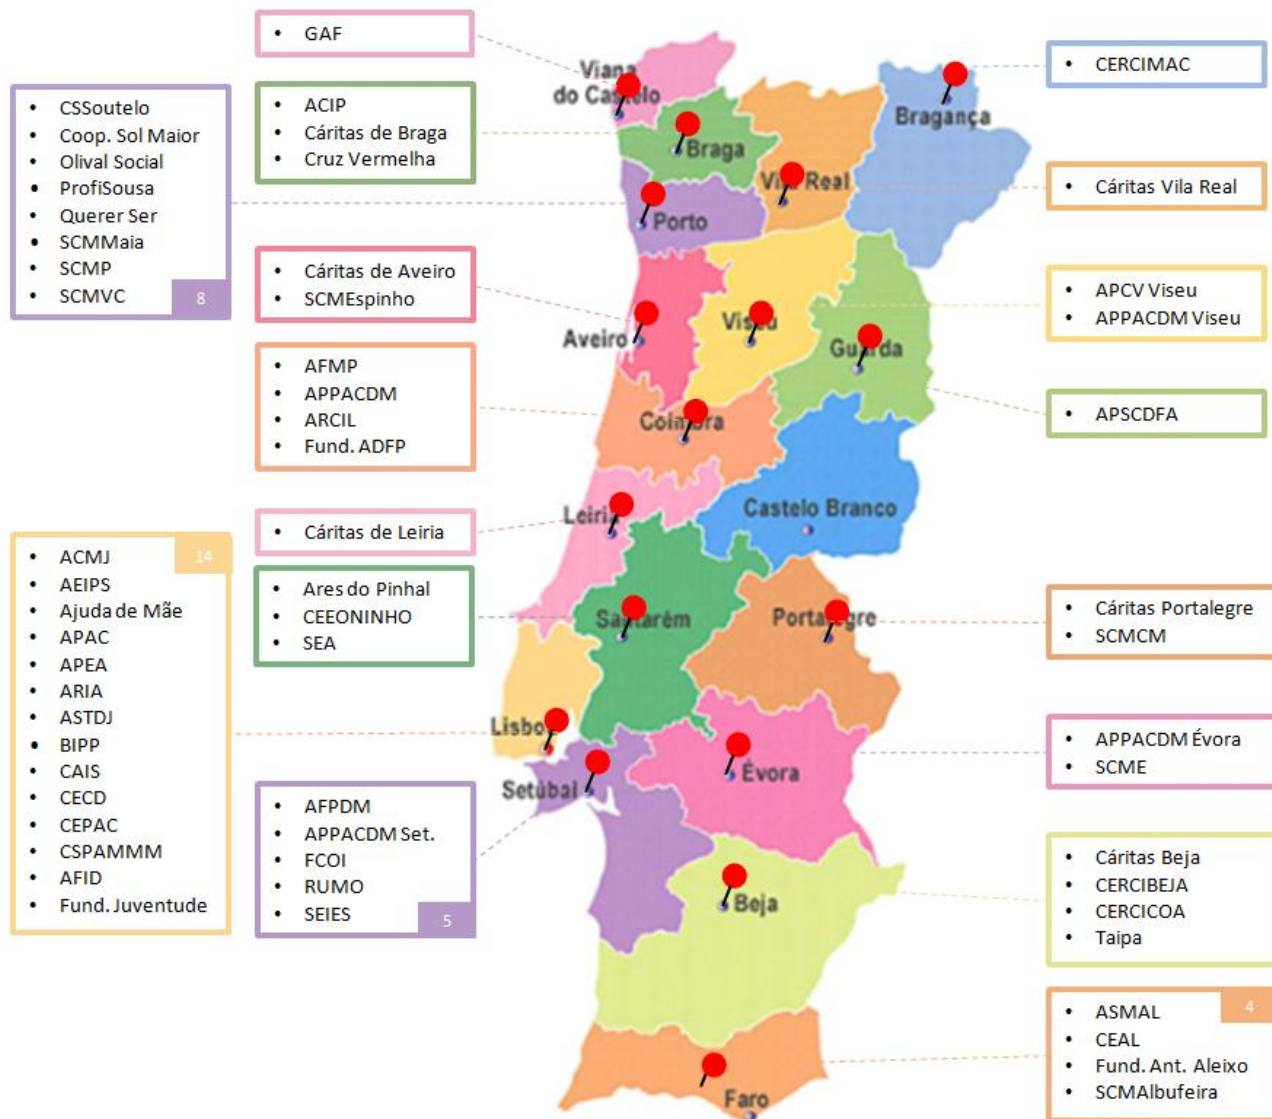 • GAF
• CERCIMAC
• CSSoutelo
• Coop. Sol Maior
• Olival Social
• ProfiSousa
• Querer Ser
• SCMMaia
• SCMP
• SCMVC
8
• ACIP
• Cáritas de Braga
• Cruz Vermelha
• Cáritas Vila Real
• Cáritas de Aveiro
• SCMEspinho
• APCV Viseu
• APPACDM Viseu
• AFMP
• APPACDM
• ARCIL
• Fund. ADFP
• APSCDFA
• Cáritas de Leiria
• ACMJ
• AEIPS
• Ajuda de Mãe
• APAC
• APEA
• ARIA
• ASTDJ
• BIPP
• CAIS
• CECD
• CEPAC
• CSPAMMM
• AFID
• Fund. Juventude
14
• Ares do Pinhal
• CEEONINHO
• SEA
• Cáritas Portalegre
• SCMCM
• APPACDM Évora
• SCME
• AFPDM
• APPACDM Set.
• FCOI
• RUMO
• SEIES
5
• Cáritas Beja
• CERCIBEJA
• CERCICOA
• Taipa
• ASMAL
• CEAL
• Fund. Ant. Aleixo
• SCMAlbufeira
4
Viana
do Castelo
Bragança
Braga
Vila Real
Porto
Aveiro
Viseu
Guarda
Coimbra
Castelo Branco
Leiria
Santarém
Portalegre
Lisbo
Setúbal
Évora
Beja
Faro